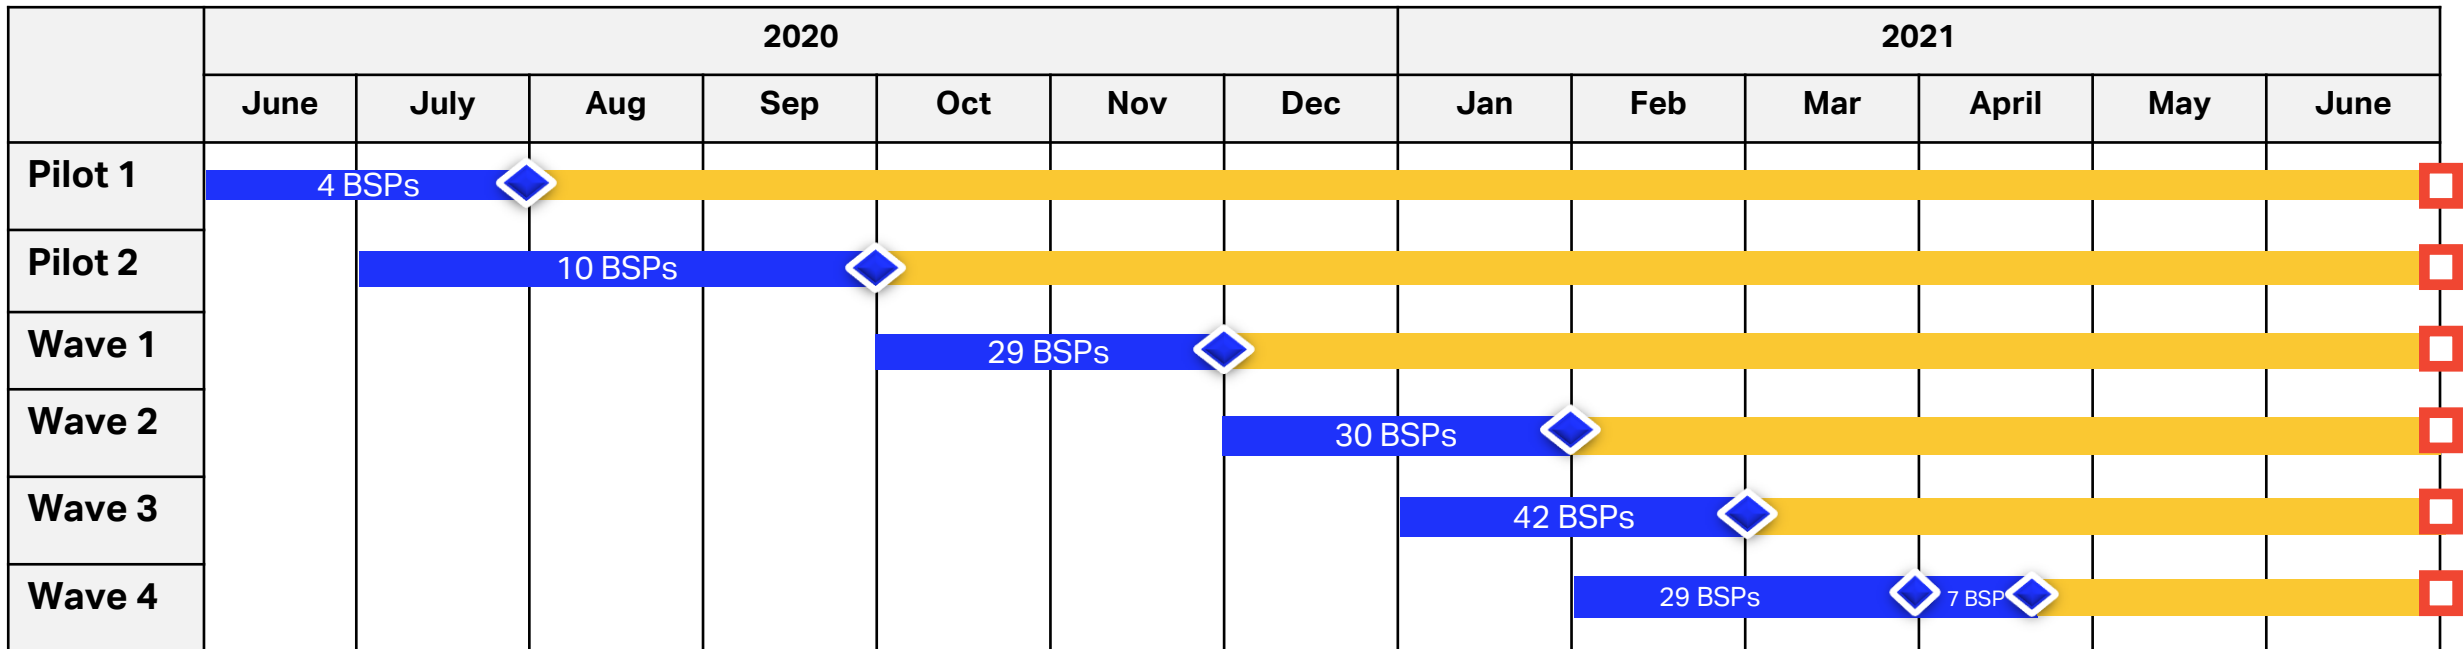 2020 2021
June July Aug Sep Oct Nov Dec Jan Feb Mar April May June
Pilot 1 4 BSPs
Pilot 2 10 BSPs
Wave 1 29 BSPs
Wave 2 30 BSPs
Wave 3 42 BSPs
Wave 4 29 BSPs 7 BSP